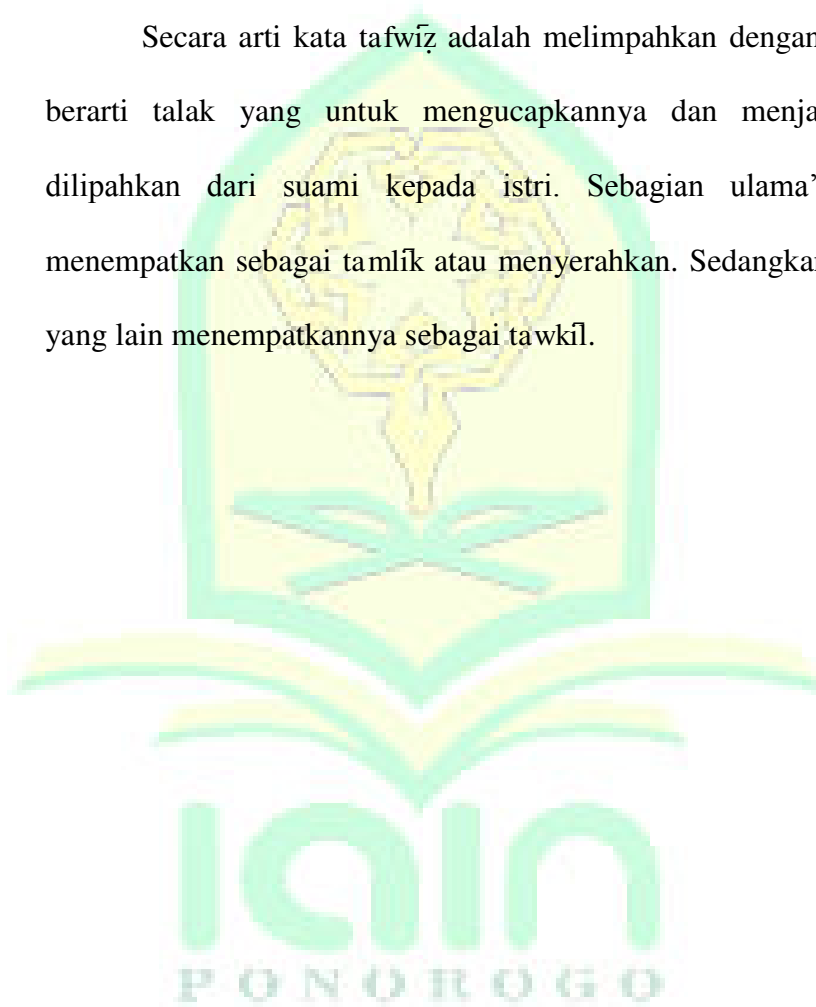 Secara arti kata tafwīẓ adalah melimpahkan dengan
berarti talak yang untuk mengucapkannya dan menja
dilipahkan dari suami kepada istri. Sebagian ulama’
menempatkan sebagai tamlīk atau menyerahkan. Sedangkan
yang lain menempatkannya sebagai tawkīl.
iain
PONOROGO